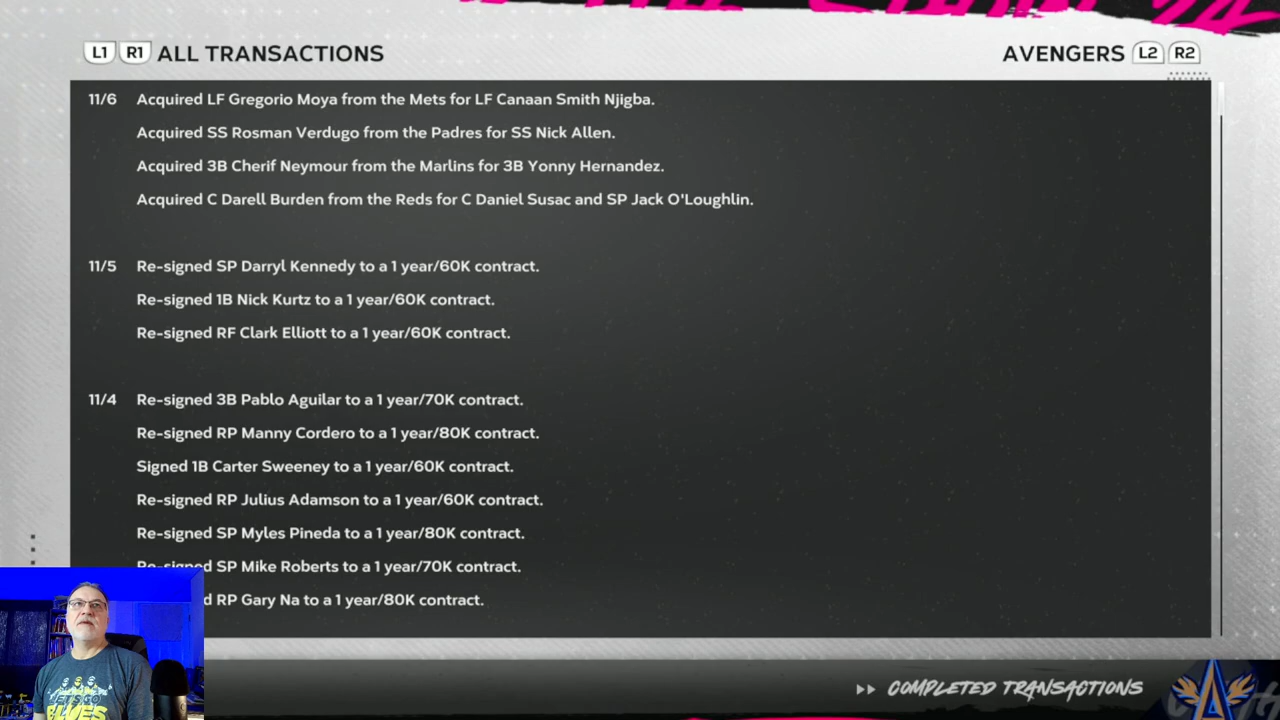 L1 R1 ALL TRANSACTIONS
AVENGERS L2 R2
11/6 Acquired LF Gregorio Moya from the Mets for LF Canaan Smith Njigba.
Acquired SS Rosman Verdugo from the Padres for SS Nick Allen.
Acquired 3B Cherif Neymour from the Marlins for 3B Yonny Hernandez.
Acquired C Darell Burden from the Reds for C Daniel Susac and SP Jack O'Loughlin.
11/5 Re-signed SP Darryl Kennedy to a 1 year/60K contract.
Re-signed 1B Nick Kurtz to a 1 year/60K contract.
Re-signed RF Clark Elliott to a 1 year/60K contract.
11/4 Re-signed 3B Pablo Aguilar to a 1 year/70K contract.
Re-signed RP Manny Cordero to a 1 year/80K contract.
Signed 1B Carter Sweeney to a 1 year/60K contract.
Re-signed RP Julius Adamson to a 1 year/60K contract.
Re-signed SP Myles Pineda to a 1 year/80K contract.
Re-signed SP Mike Roberts to a 1 year/70K contract.
d RP Gary Na to a 1 year/80K contract.
LET'S GO
BLUES
COMPLETED TRANSACTIONS